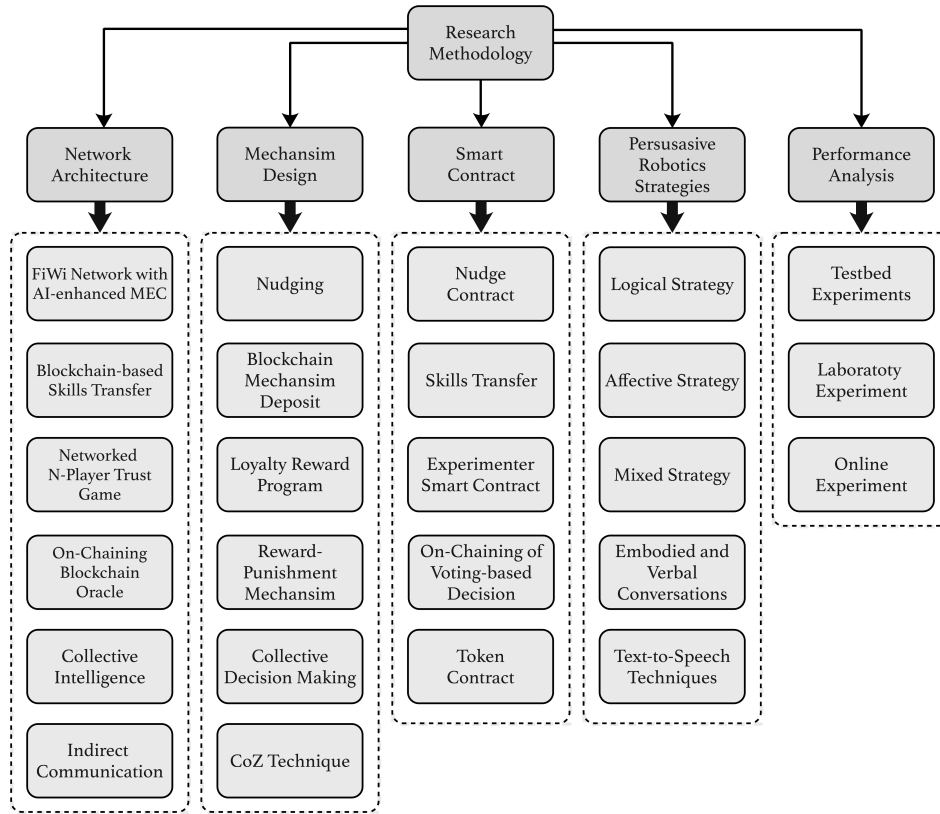 Research
Methodology
Network
Architecture
Mechansim
Design
Smart
Contract
Persusasive
Robotics
Strategies
Performance
Analysis
FiWi Network with
AI-enhanced MEC
Blockchain-based
Skills Transfer
Networked
N-Player Trust
Game
On-Chaining
Blockchain
Oracle
Collective
Intelligence
Indirect
Communication
Nudging
Blockchain
Mechansim
Deposit
Loyalty Reward
Program
Reward-
Punishment
Mechansim
Collective
Decision Making
CoZ Technique
Nudge
Contract
Skills Transfer
Experimenter
Smart Contract
On-Chaining of
Voting-based
Decision
Token
Contract
Logical Strategy
Affective Strategy
Mixed Strategy
Embodied and
Verbal
Conversations
Text-to-Speech
Techniques
Testbed
Experiments
Laboratoty
Experiment
Online
Experiment